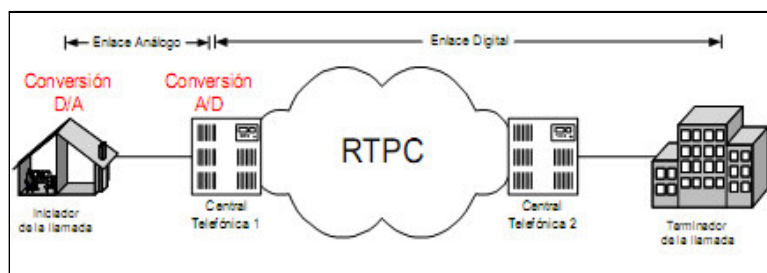 Enlace Análogo
Enlace Digital
Conversión
D/A
Conversión
A/D
RTPC
Iniciador
de la llamada
Central
Telefónica 1
Central
Telefónica 2
Terminador
de la llamada